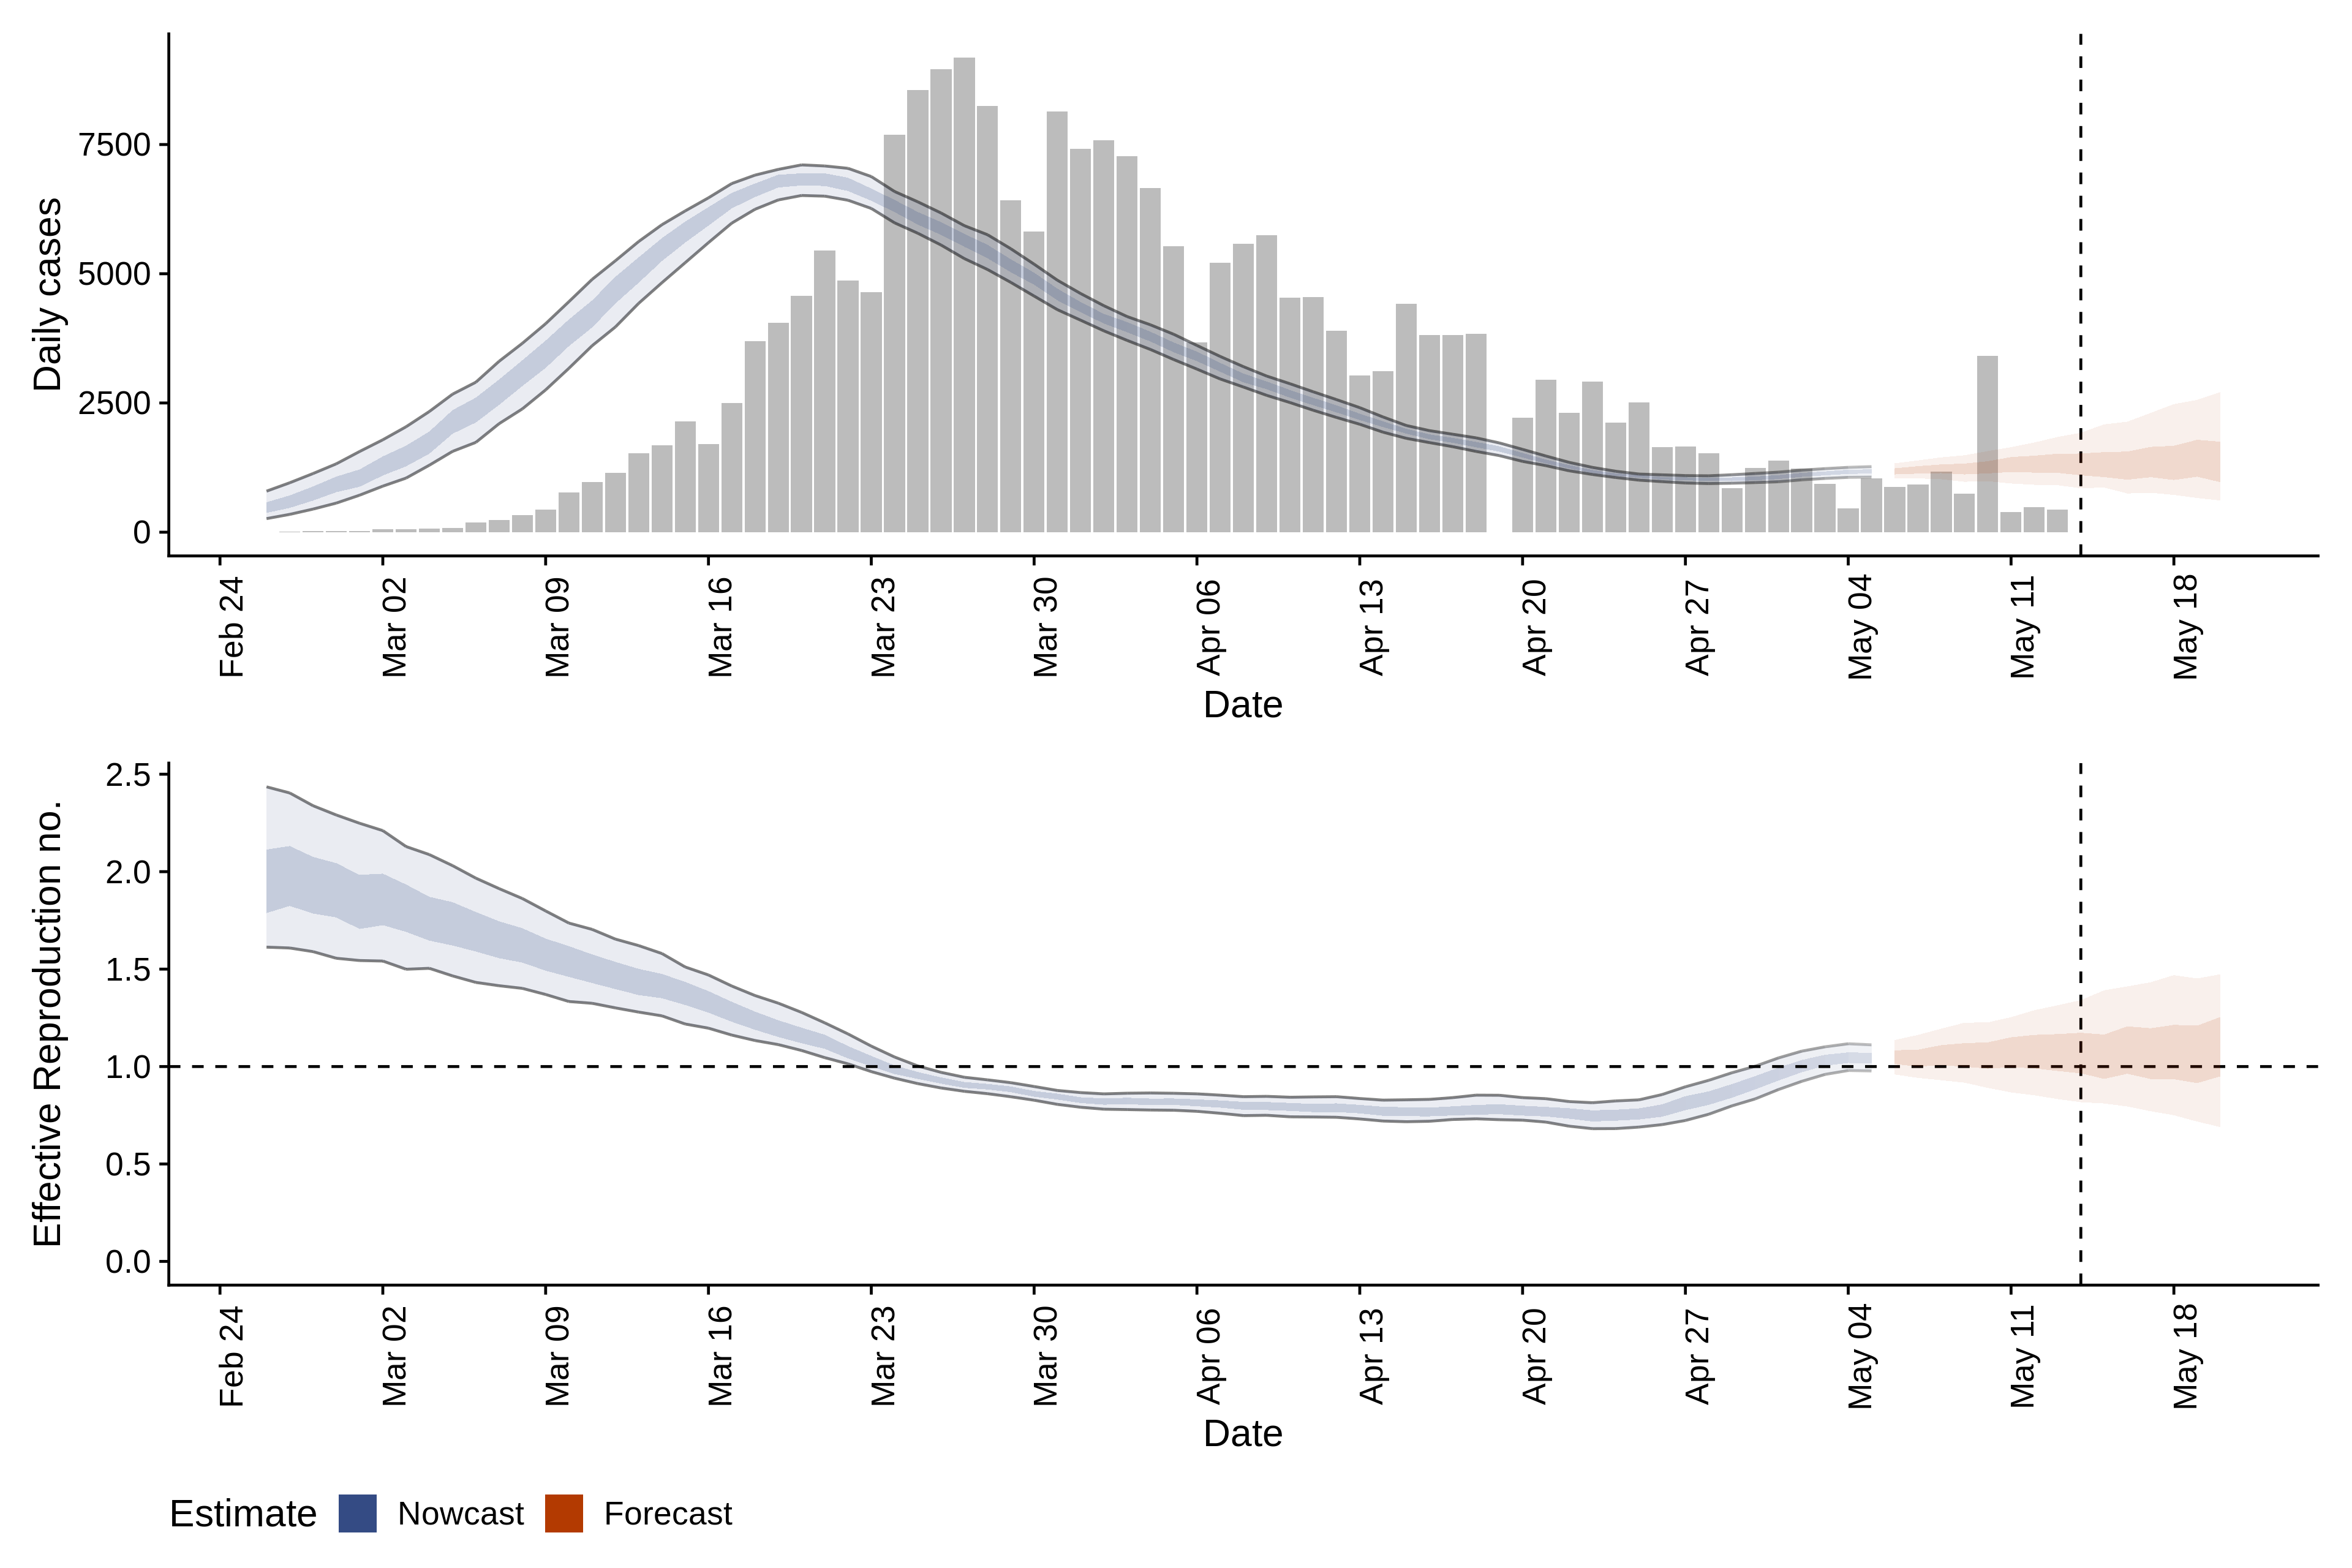 Daily cases
7500
5000
2500
0
Feb 24
Mar 02
Mar 09
Mar 16
Mar 23
Mar 30
Apr 06
Apr 13
Apr 20
Apr 27
May 04
May 11
May 18
Date
Effective Reproduction no.
2.5
2.0
1.5
1.0
0.5
0.0
Feb 24
Mar 02
Mar 09
Mar 16
Mar 23
Mar 30
Apr 06
Apr 13
Apr 20
Apr 27
May 04
May 11
May 18
Date
Estimate Nowcast Forecast